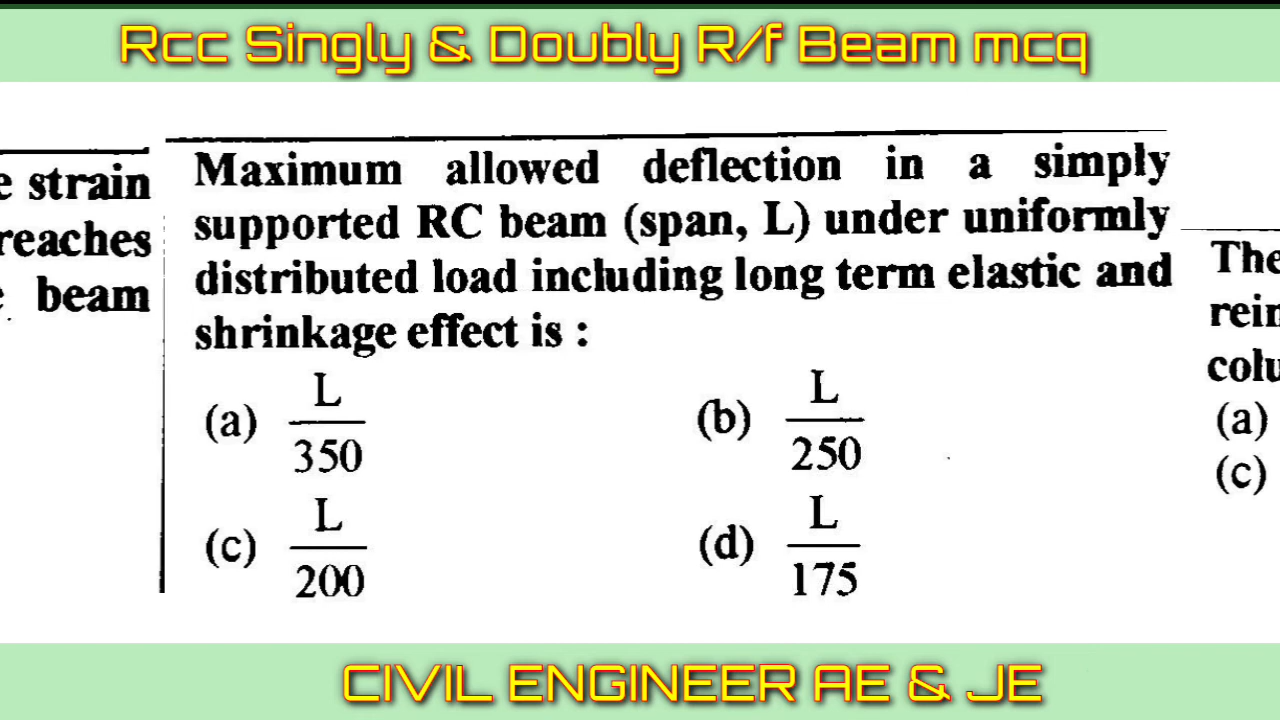 Rcc Singly & Doubly R/f Beam mcq
e strain
reaches
beam
Maximum allowed deflection in a simply
supported RC beam (span, L) under uniformly
distributed load including long term elastic and
shrinkage effect is :
(a) L/350 (b) L/250
(c) L/200 (d) L/175
The
rein
colu
(a)
(c)
CIVIL ENGINEER AE & JE